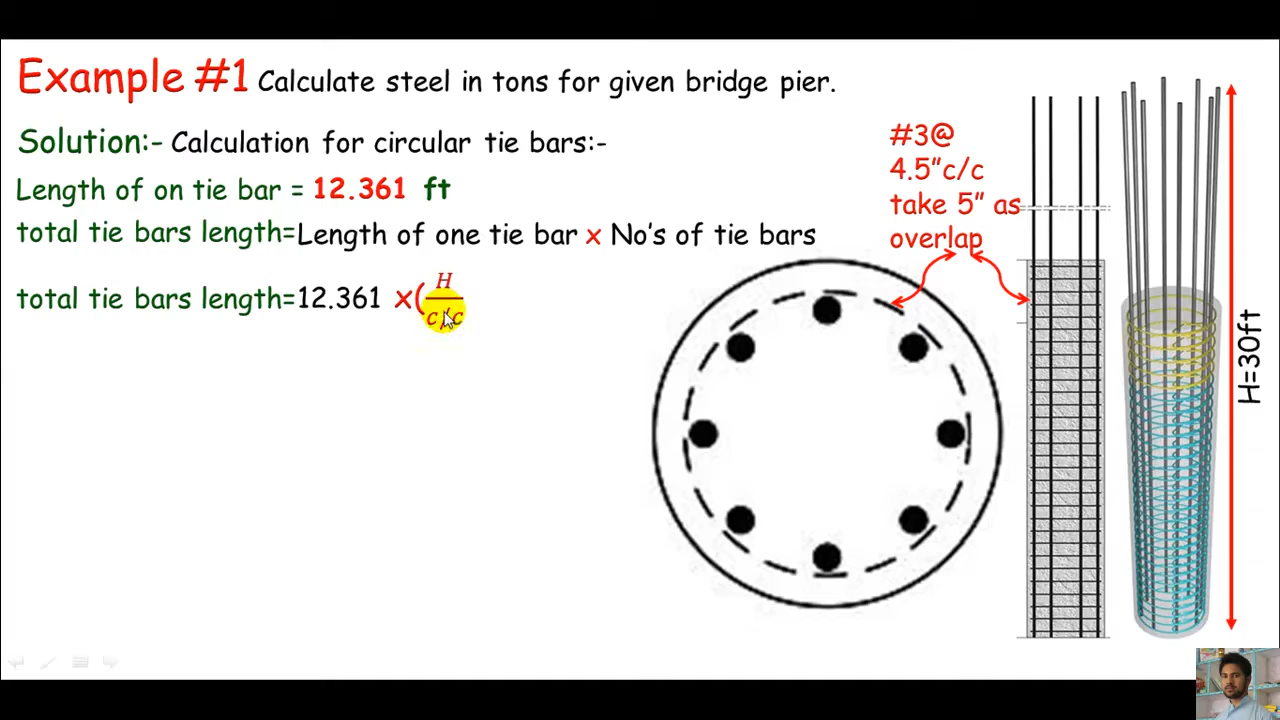 Example #1 Calculate steel in tons for given bridge pier.
Solution:- Calculation for circular tie bars:-
Length of on tie bar = 12.361 ft
total tie bars length=Length of one tie bar x No's of tie bars
total tie bars length=12.361 x(H
c/c
#3@
4.5"c/c
take 5" as
overlap
H=30ft